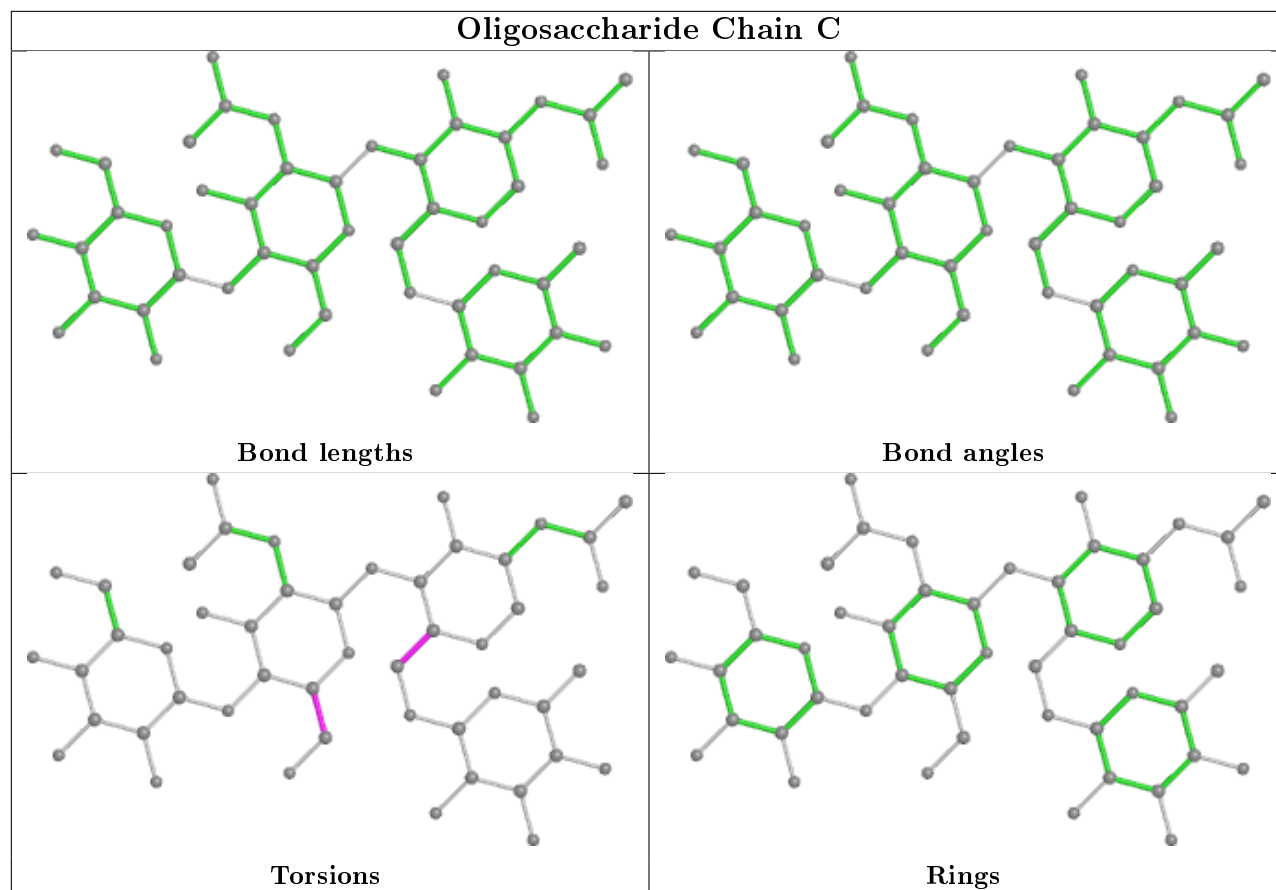 Oligosaccharide Chain C
Bond lengths
Bond angles
Torsions
Rings